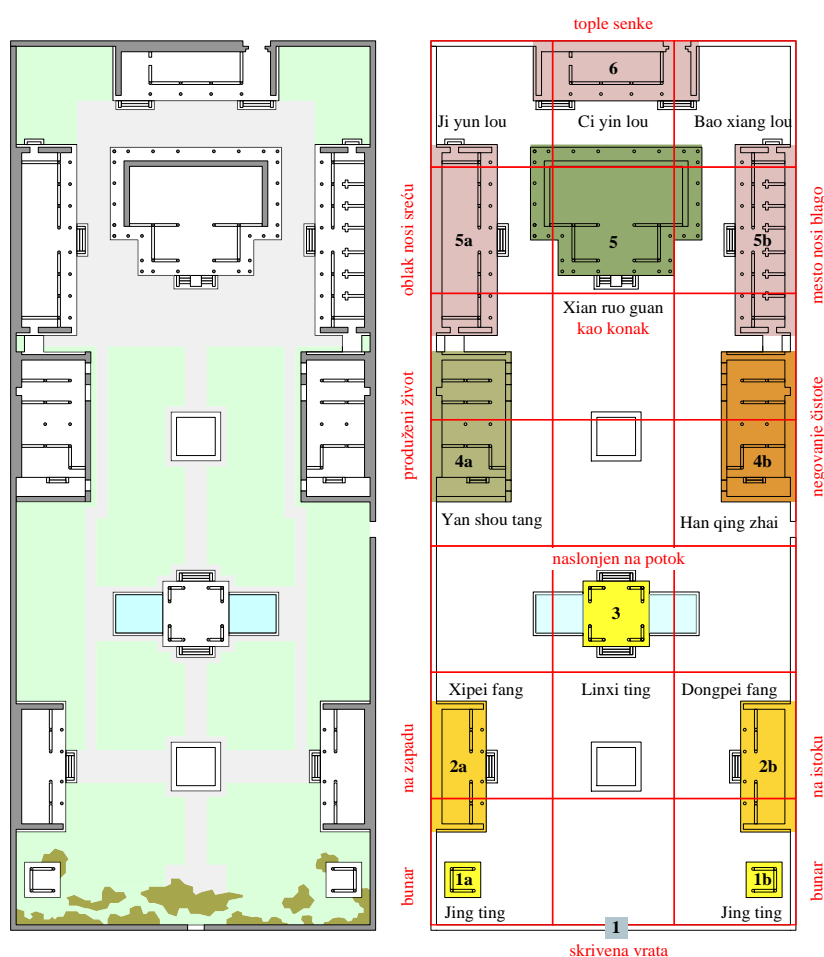 tople senke
6
Ji yun lou
Ci yin lou
Bao xiang lou
oblak nosi sreću
5a
5
5b
mesto nosi blago
Xian ruo guan
kao konak
produženi život
4a
4b
negovanje čistote
Yan shou tang
Han qing zhai
naslonjen na potok
3
Xipei fang
Linxi ting
Dongpei fang
na zapadu
2a
2b
na istoku
bunar
1a
1b
bunar
Jing ting
1
Jing ting
skrivena vrata